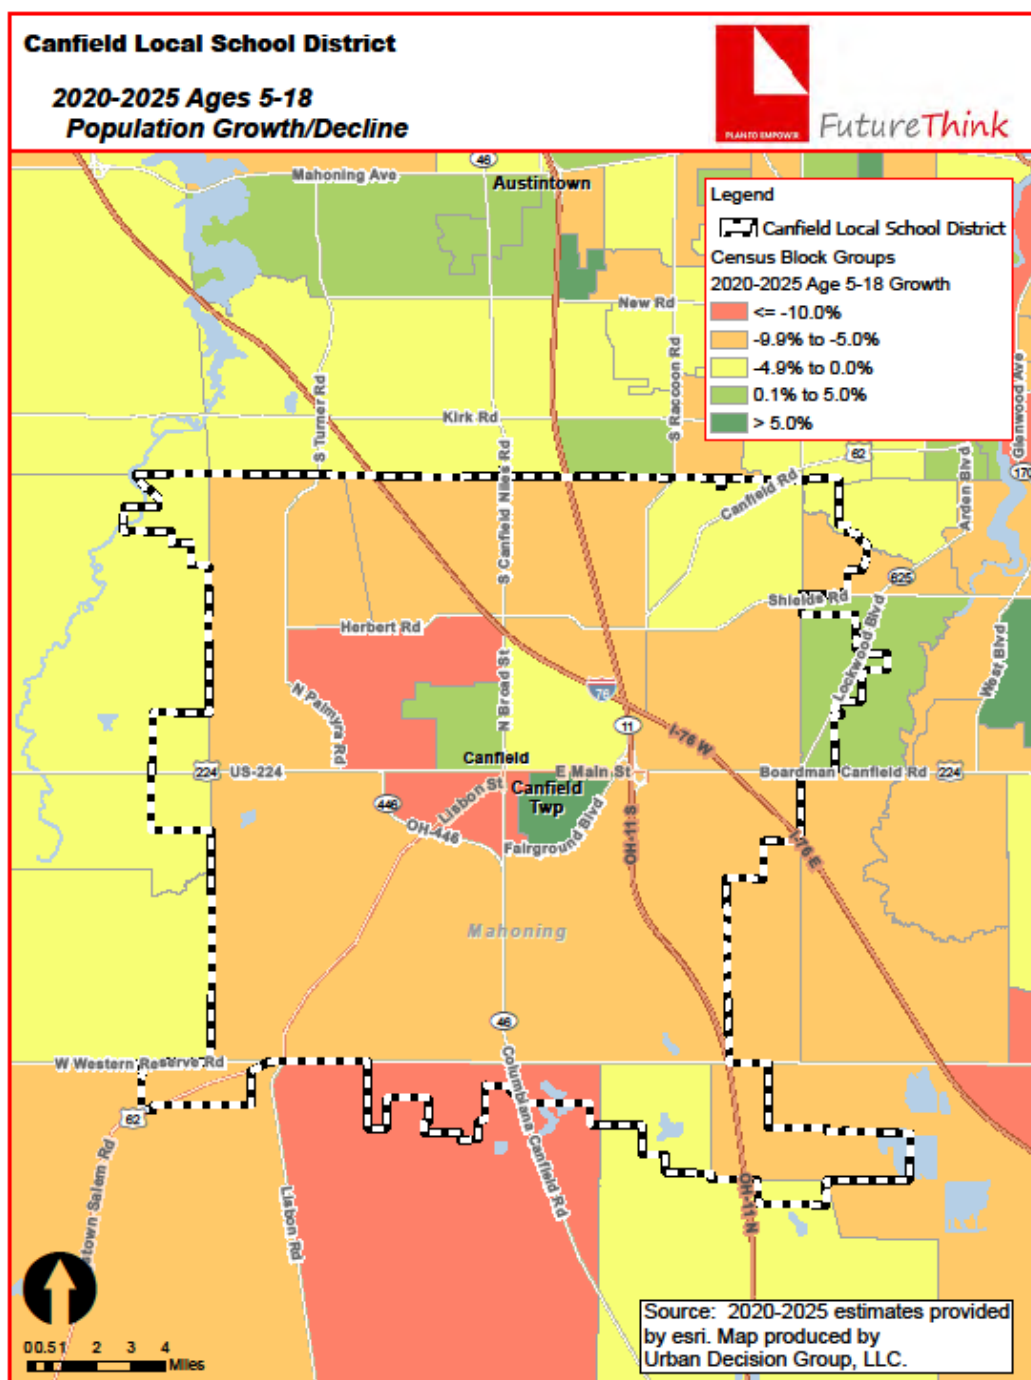 Canfield Local School District
2020-2025 Ages 5-18
Population Growth/Decline
PLAN TO EMPOWER
FutureThink
46
Mahoning Ave
Austintown
Legend
Canfield Local School District
Census Block Groups
2020-2025 Age 5-18 Growth
<= -10.0%
-9.9% to -5.0%
-4.9% to 0.0%
0.1% to 5.0%
> 5.0%
New Rd
S Turner Rd
S Raccoon Rd
Glenwood Ave
Kirk Rd
62
170
S Canfield Niles Rd
Canfield Rd
Arden Blvd
625
Shields Rd
Herbert Rd
Lockwood Blvd
West Blvd
N Broad St
N Palmyra Rd
76
11
I-76 W
Canfield
224
US-224
E Main St
Boardman Canfield Rd
224
Canfield
Twp
446
Lisbon St
OH-446
Fairground Blvd
OH-11 S
I-76 E
Mahoning
46
W Western Reserve Rd
62
Columbiana Canfield Rd
stown Salem Rd
Lisbon Rd
OH-11 N
Source: 2020-2025 estimates provided
by esri. Map produced by
Urban Decision Group, LLC.
0 0.5 1 2 3 4
Miles